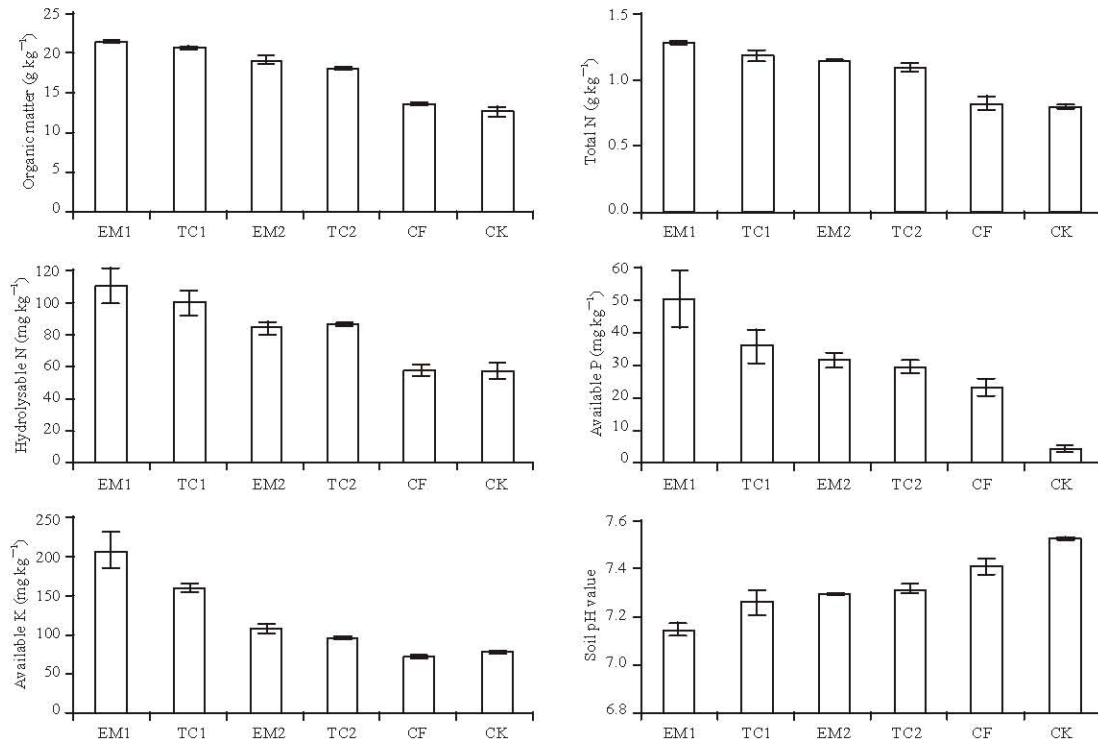 Organic matter (g kg⁻¹)
25
20
15
10
5
0
EM1 TC1 EM2 TC2 CF CK
Total N (g kg⁻¹)
1.5
1.0
0.5
0.0
EM1 TC1 EM2 TC2 CF CK
Hydrolysable N (mg kg⁻¹)
120
100
80
60
40
20
0
EM1 TC1 EM2 TC2 CF CK
Available P (mg kg⁻¹)
60
50
40
30
20
10
0
EM1 TC1 EM2 TC2 CF CK
Available K (mg kg⁻¹)
250
200
150
100
50
0
EM1 TC1 EM2 TC2 CF CK
Soil pH value
7.6
7.4
7.2
7.0
6.8
EM1 TC1 EM2 TC2 CF CK